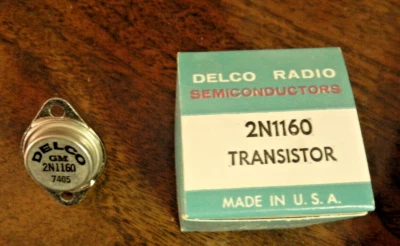 DELCO
GM
2N1160
7405
DELCO RADIO
SEMICONDUCTORS
2N1160
TRANSISTOR
MADE IN U. S. A.